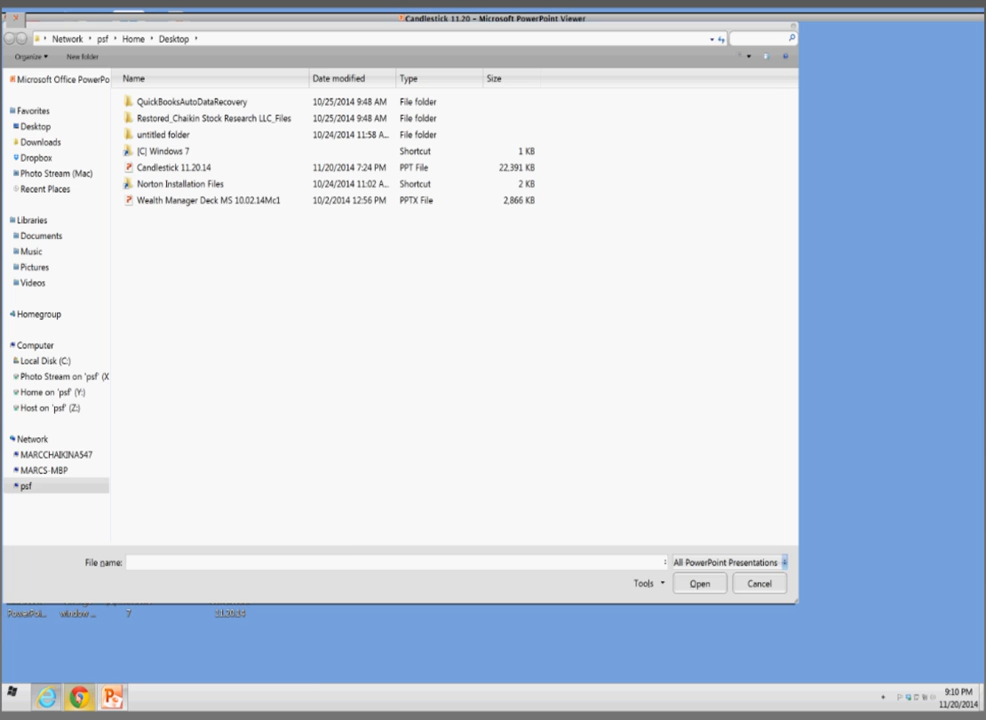 Candlestick 11.20 - Microsoft PowerPoint Viewer
Network psf Home Desktop
Organize New folder
Microsoft Office PowerPo
Name Date modified Type Size
QuickBooksAutoDataRecovery 10/25/2014 9:48 AM File folder
Restored_Chaikin Stock Research LLC_Files 10/25/2014 9:48 AM File folder
untitled folder 10/24/2014 11:58 A... File folder
[C] Windows 7 Shortcut 1 KB
Candlestick 11.20.14 11/20/2014 7:24 PM PPT File 22,391 KB
Norton Installation Files 10/24/2014 11:02 A... Shortcut 2 KB
Wealth Manager Deck MS 10.02.14Mc1 10/2/2014 12:56 PM PPTX File 2,866 KB
Favorites
Desktop
Downloads
Dropbox
Photo Stream (Mac)
Recent Places
Libraries
Documents
Music
Pictures
Videos
Homegroup
Computer
Local Disk (C:)
Photo Stream on 'psf' (X
Home on 'psf' (Y:)
Host on 'psf' (Z:)
Network
MARCCHAIKINA547
MARCS-MBP
psf
File name: All PowerPoint Presentations
Tools Open Cancel
PowerPoi... window ... 7 11.20.14
9:10 PM
11/20/2014